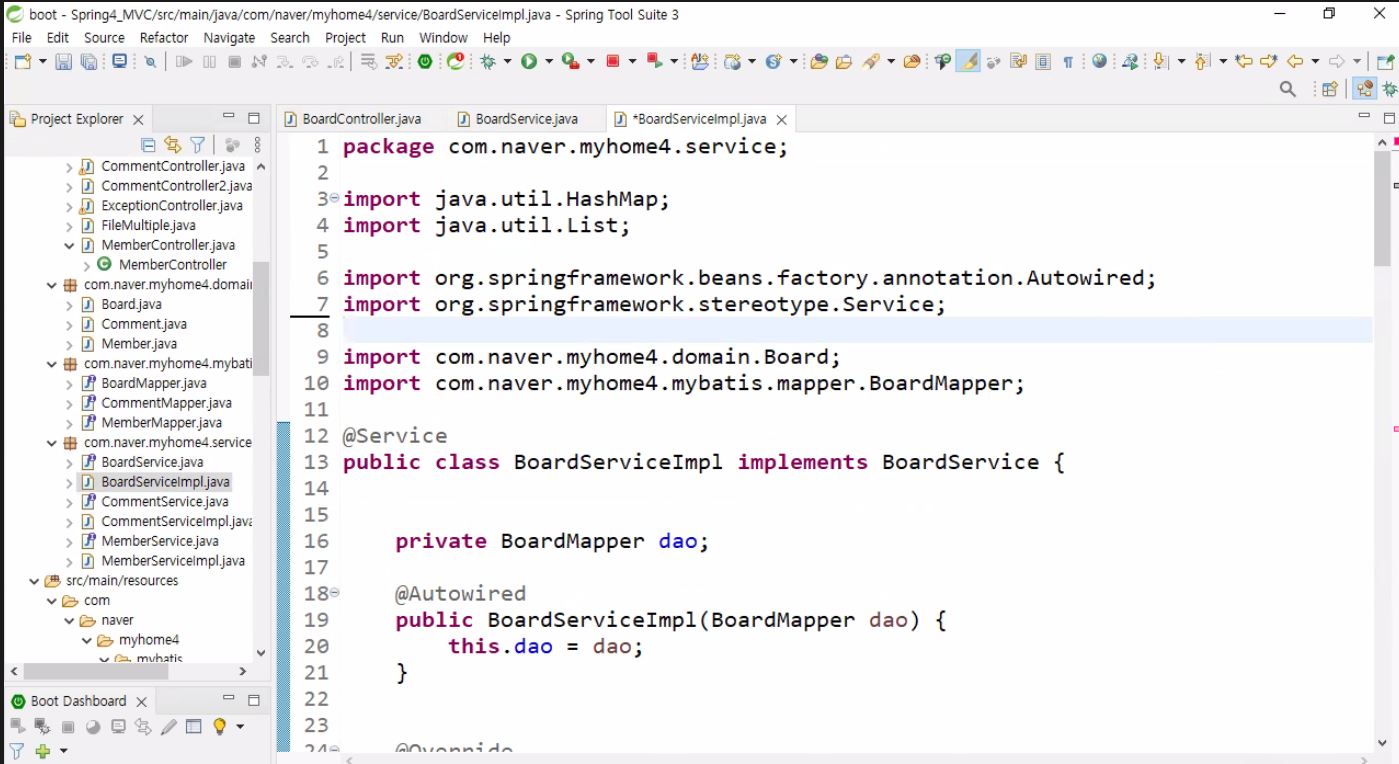 boot - Spring4_MVC/src/main/java/com/naver/myhome4/service/BoardServiceImpl.java - Spring Tool Suite 3
File Edit Source Refactor Navigate Search Project Run Window Help
Project Explorer
CommentController.java
CommentController2.java
ExceptionController.java
FileMultiple.java
MemberController.java
MemberController
com.naver.myhome4.domai
Board.java
Comment.java
Member.java
com.naver.myhome4.mybati
BoardMapper.java
CommentMapper.java
MemberMapper.java
com.naver.myhome4.service
BoardService.java
BoardServiceImpl.java
CommentService.java
CommentServiceImpl.java
MemberService.java
MemberServiceImpl.java
src/main/resources
com
naver
myhome4
mybatis
Boot Dashboard
BoardController.java BoardService.java *BoardServiceImpl.java
1 package com.naver.myhome4.service;
2
3 import java.util.HashMap;
4 import java.util.List;
5
6 import org.springframework.beans.factory.annotation.Autowired;
7 import org.springframework.stereotype.Service;
8
9 import com.naver.myhome4.domain.Board;
10 import com.naver.myhome4.mybatis.mapper.BoardMapper;
11
12 @Service
13 public class BoardServiceImpl implements BoardService {
14
15
16 private BoardMapper dao;
17
18 @Autowired
19 public BoardServiceImpl(BoardMapper dao) {
20 this.dao = dao;
21 }
22
23
24 @Override